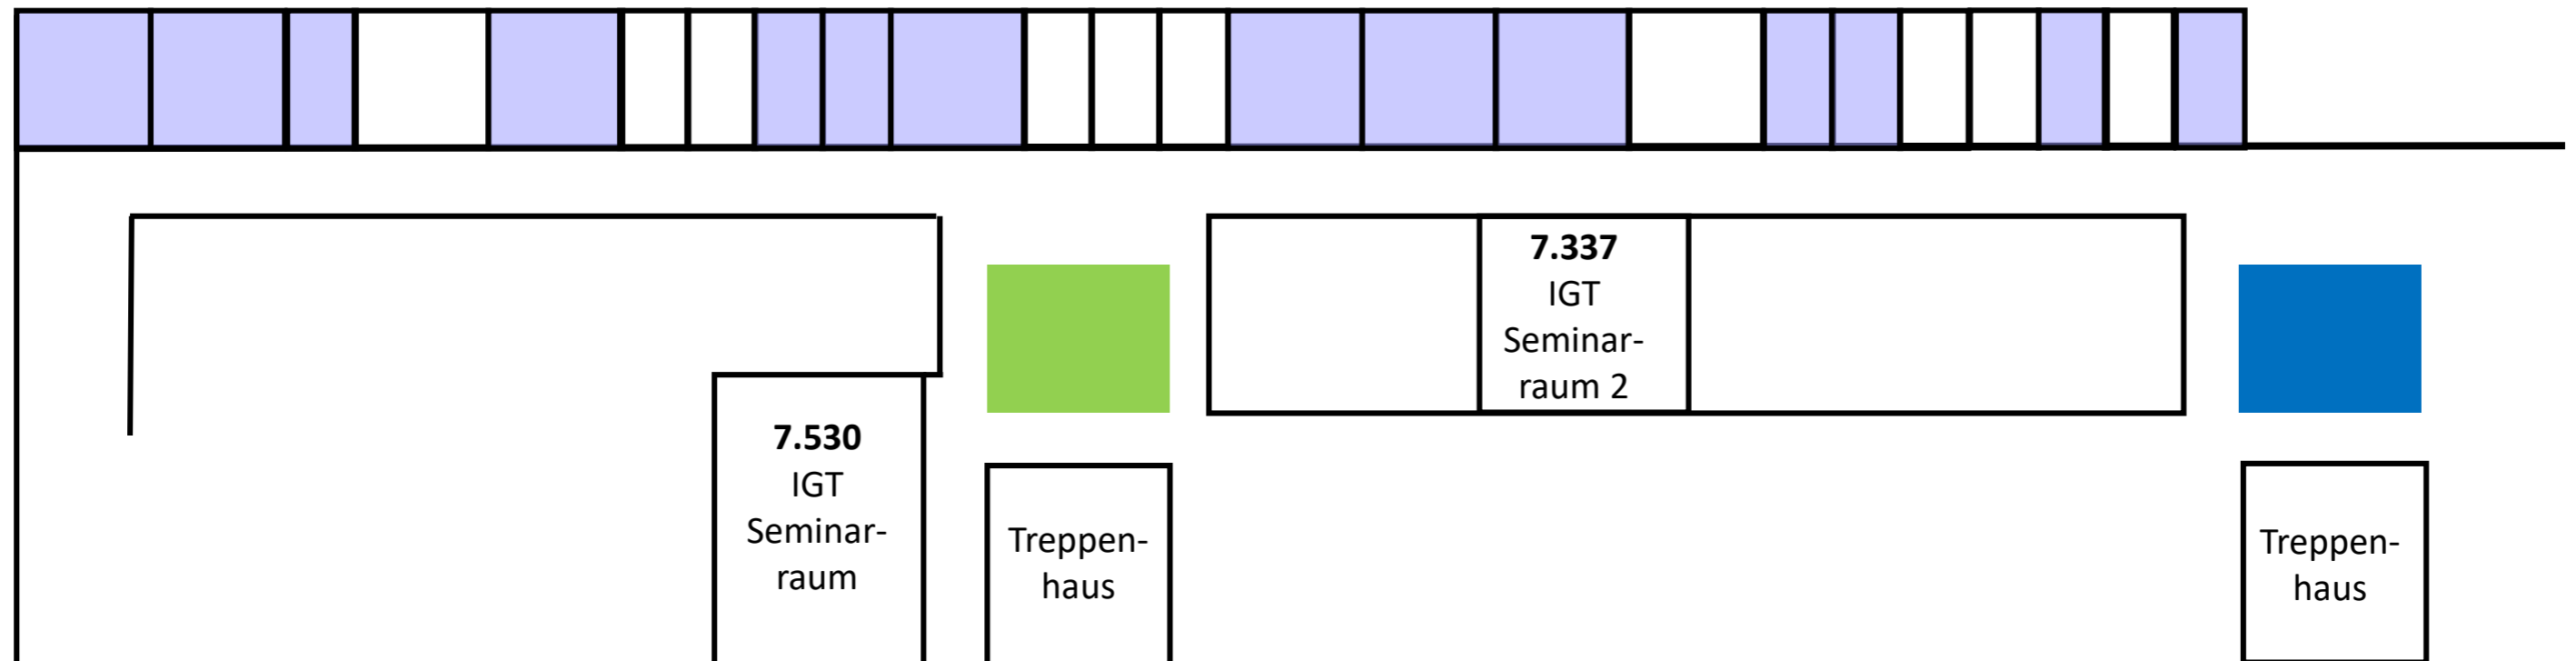 7.337
IGT
Seminar-
raum 2
7.530
IGT
Seminar-
raum
Treppen-
haus
Treppen-
haus